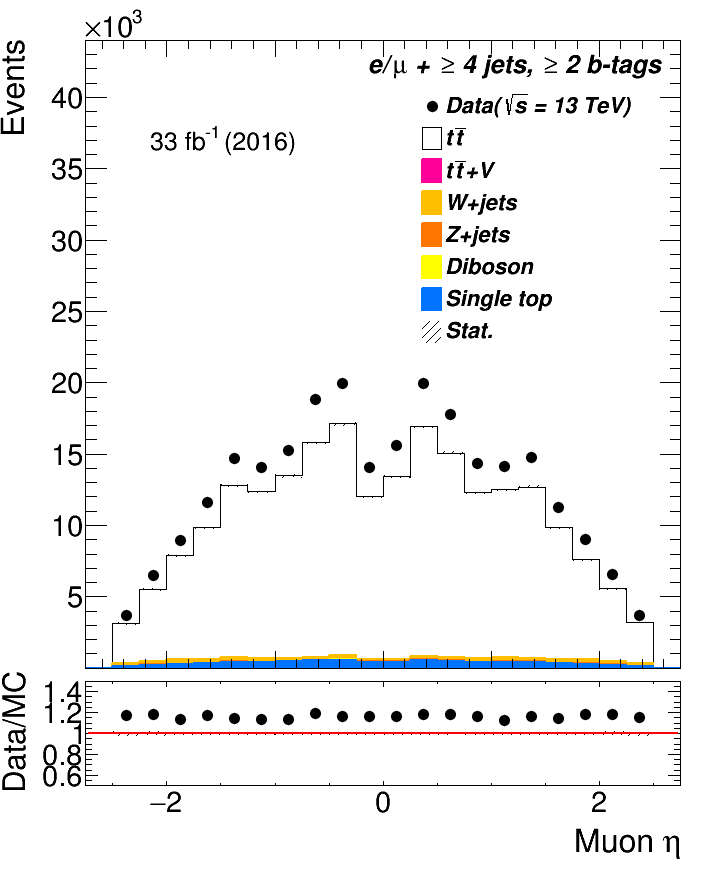 ×10³
Events
e/μ + ≥ 4 jets, ≥ 2 b-tags
Data(√s = 13 TeV)
33 fb⁻¹ (2016)
tt̅
tt̅+V
W+jets
Z+jets
Diboson
Single top
Stat.
40
35
30
25
20
15
10
5
Data/MC
1.4
1.2
1
0.8
0.6
−2
0
2
Muon η